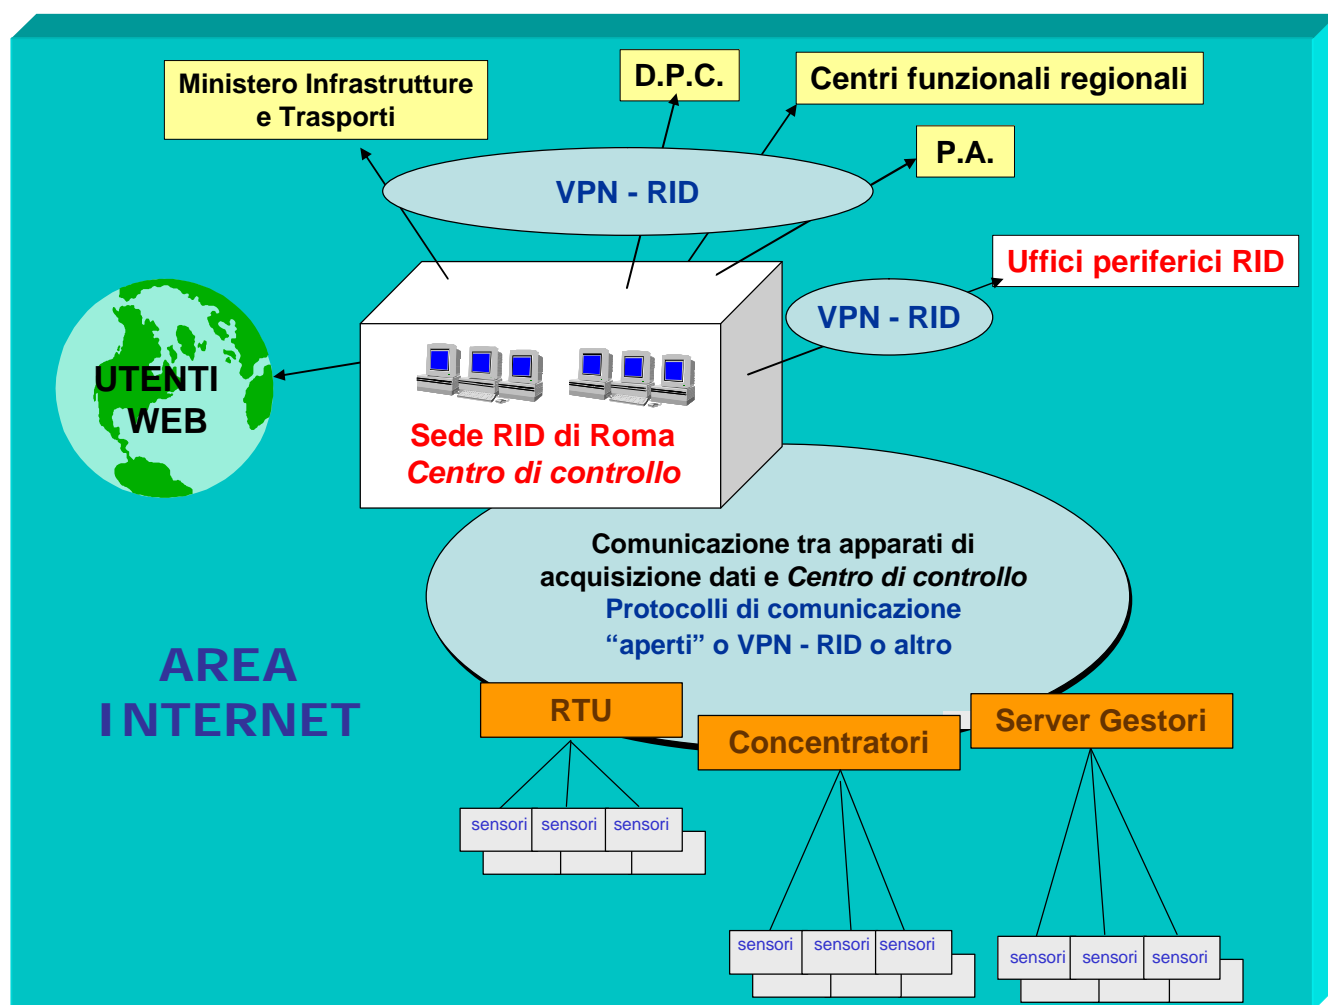 Ministero Infrastrutture
e Trasporti
D.P.C.
Centri funzionali regionali
P.A.
VPN - RID
Uffici periferici RID
VPN - RID
UTENTI
WEB
Sede RID di Roma
Centro di controllo
Comunicazione tra apparati di
acquisizione dati e Centro di controllo
Protocolli di comunicazione
“aperti” o VPN - RID o altro
AREA
INTERNET
RTU
Concentratori
Server Gestori
sensori sensori sensori
sensori sensori sensori
sensori sensori sensori